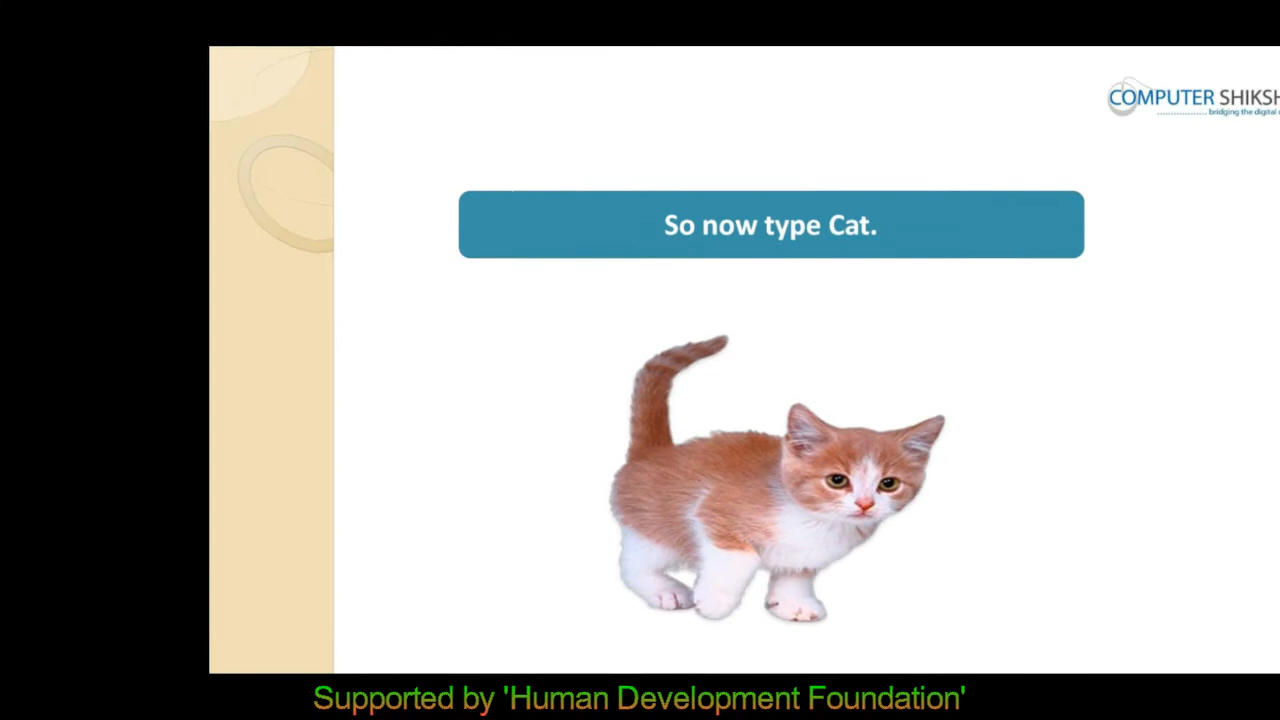 COMPUTER SHIKSH
bridging the digital
So now type Cat.
Supported by 'Human Development Foundation'